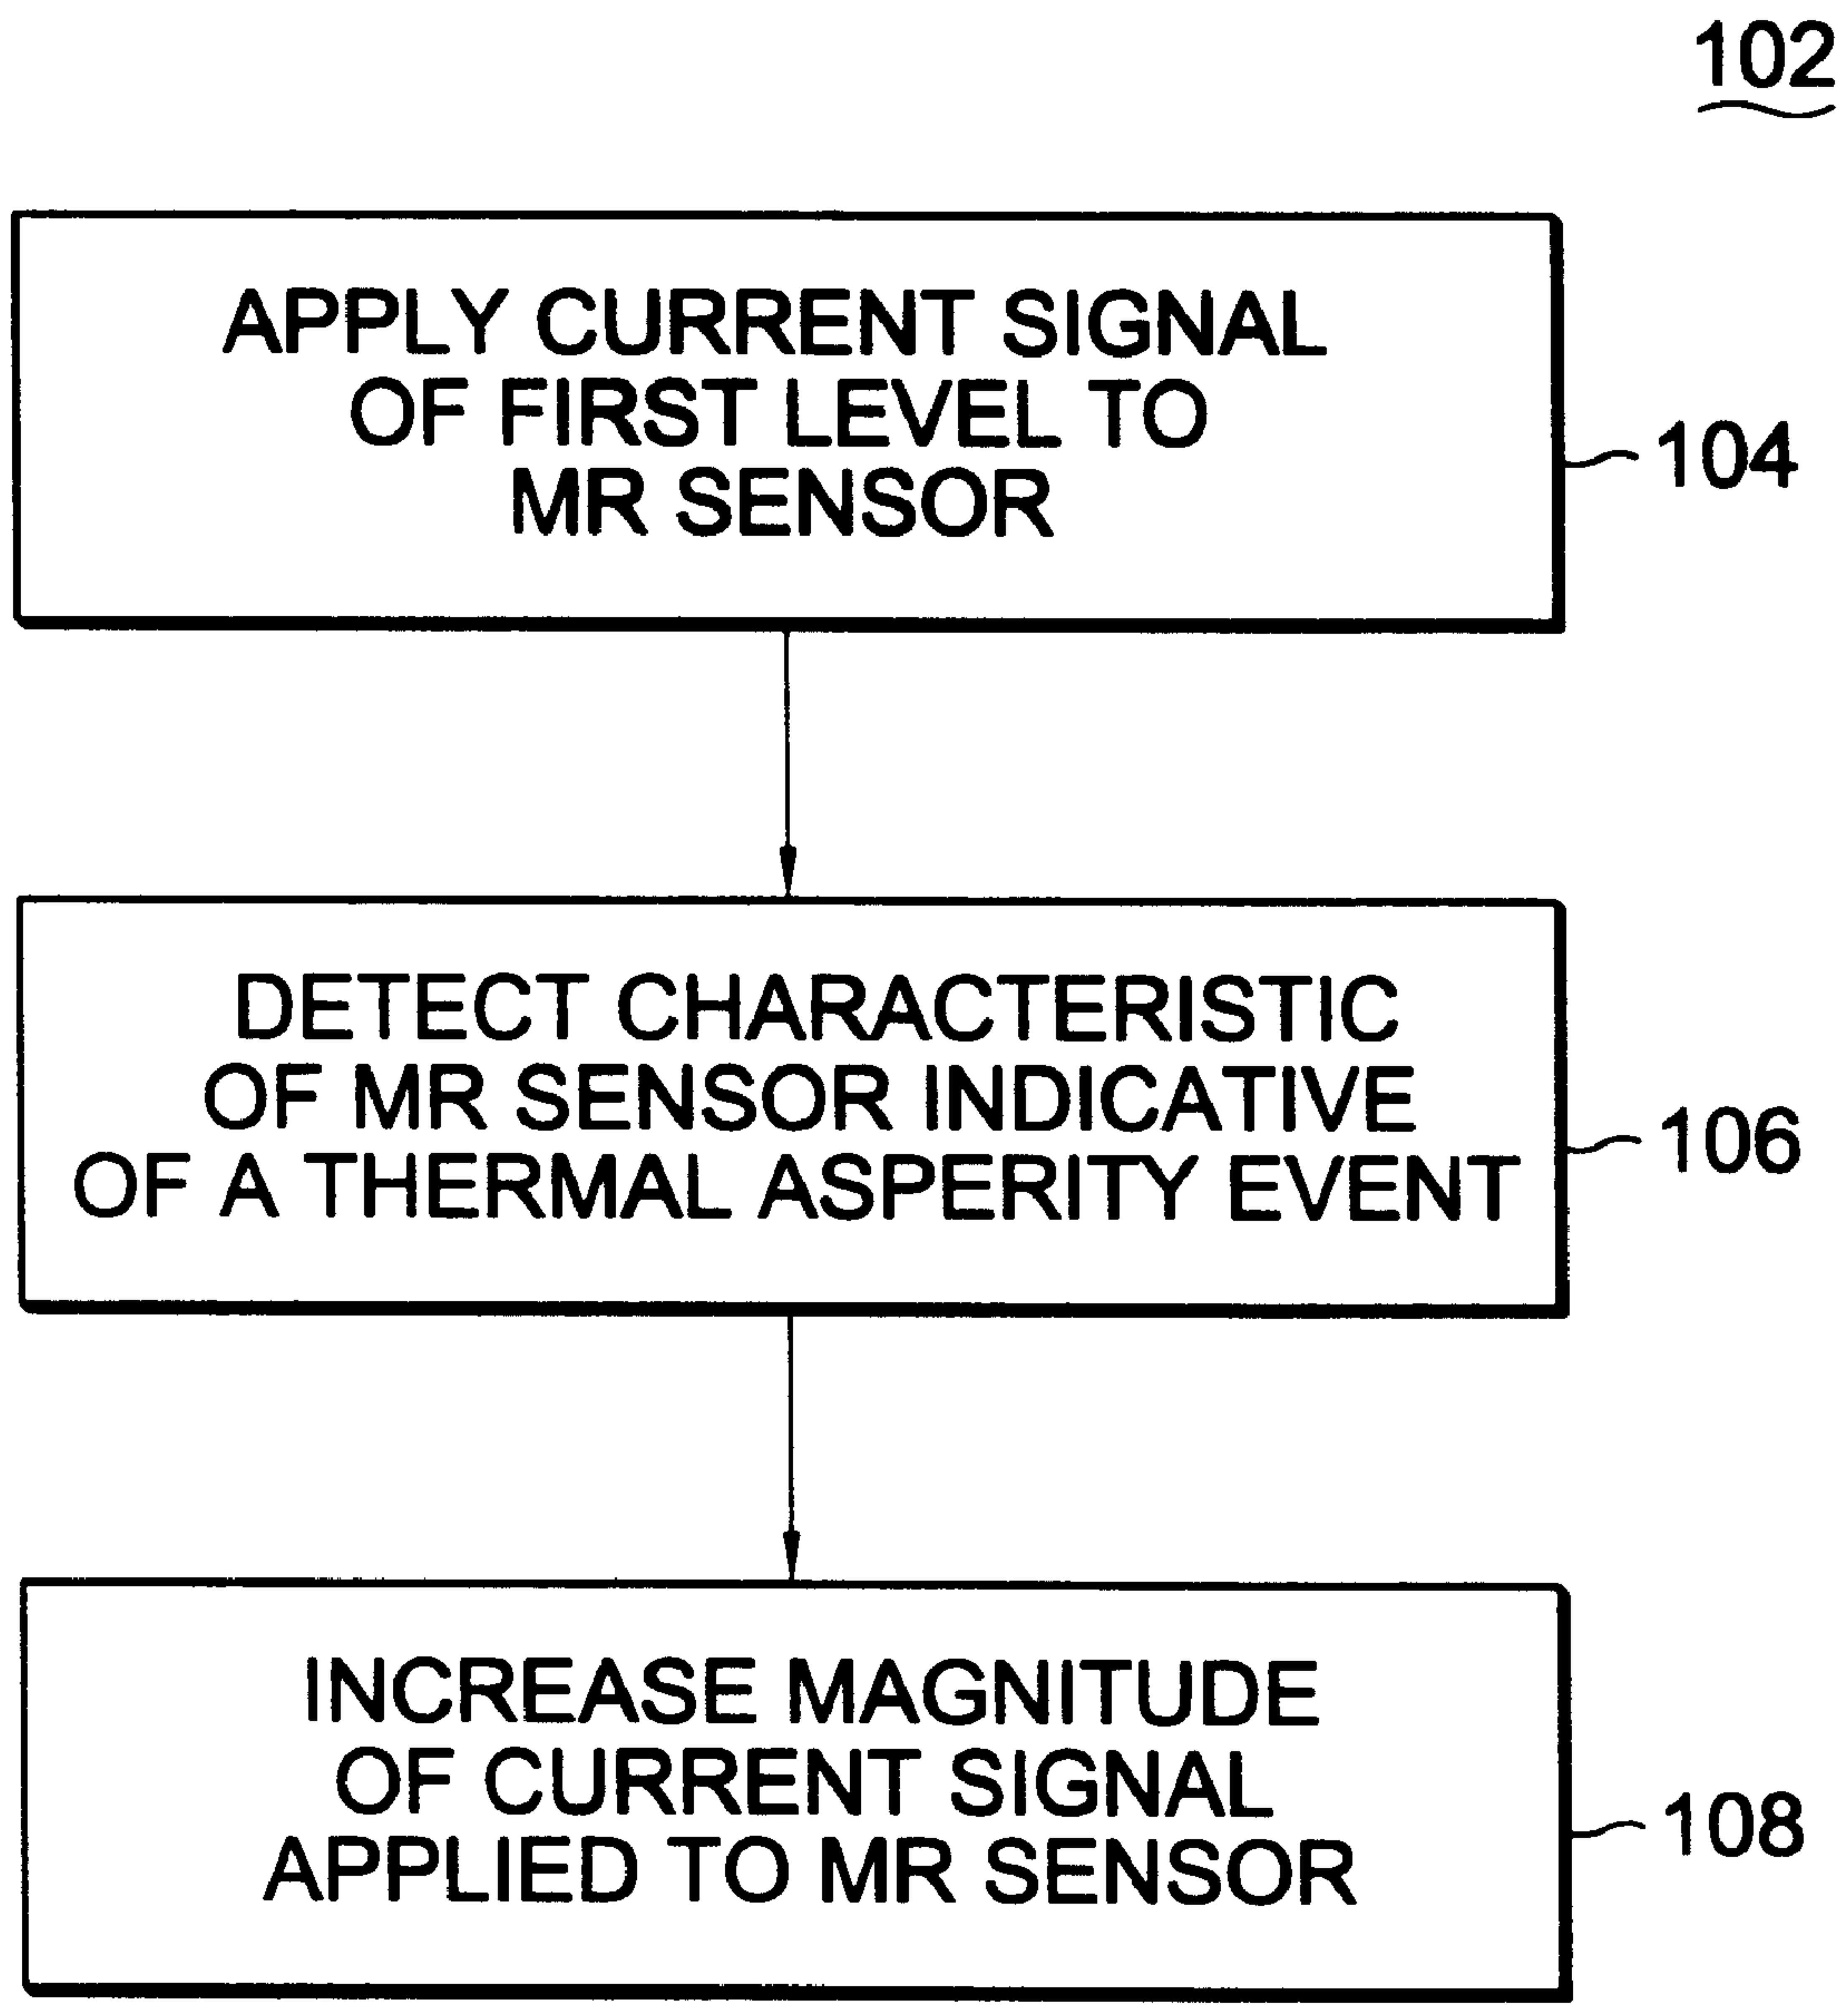 102
APPLY CURRENT SIGNAL
OF FIRST LEVEL TO
MR SENSOR
104
DETECT CHARACTERISTIC
OF MR SENSOR INDICATIVE
OF A THERMAL ASPERITY EVENT
106
INCREASE MAGNITUDE
OF CURRENT SIGNAL
APPLIED TO MR SENSOR
108